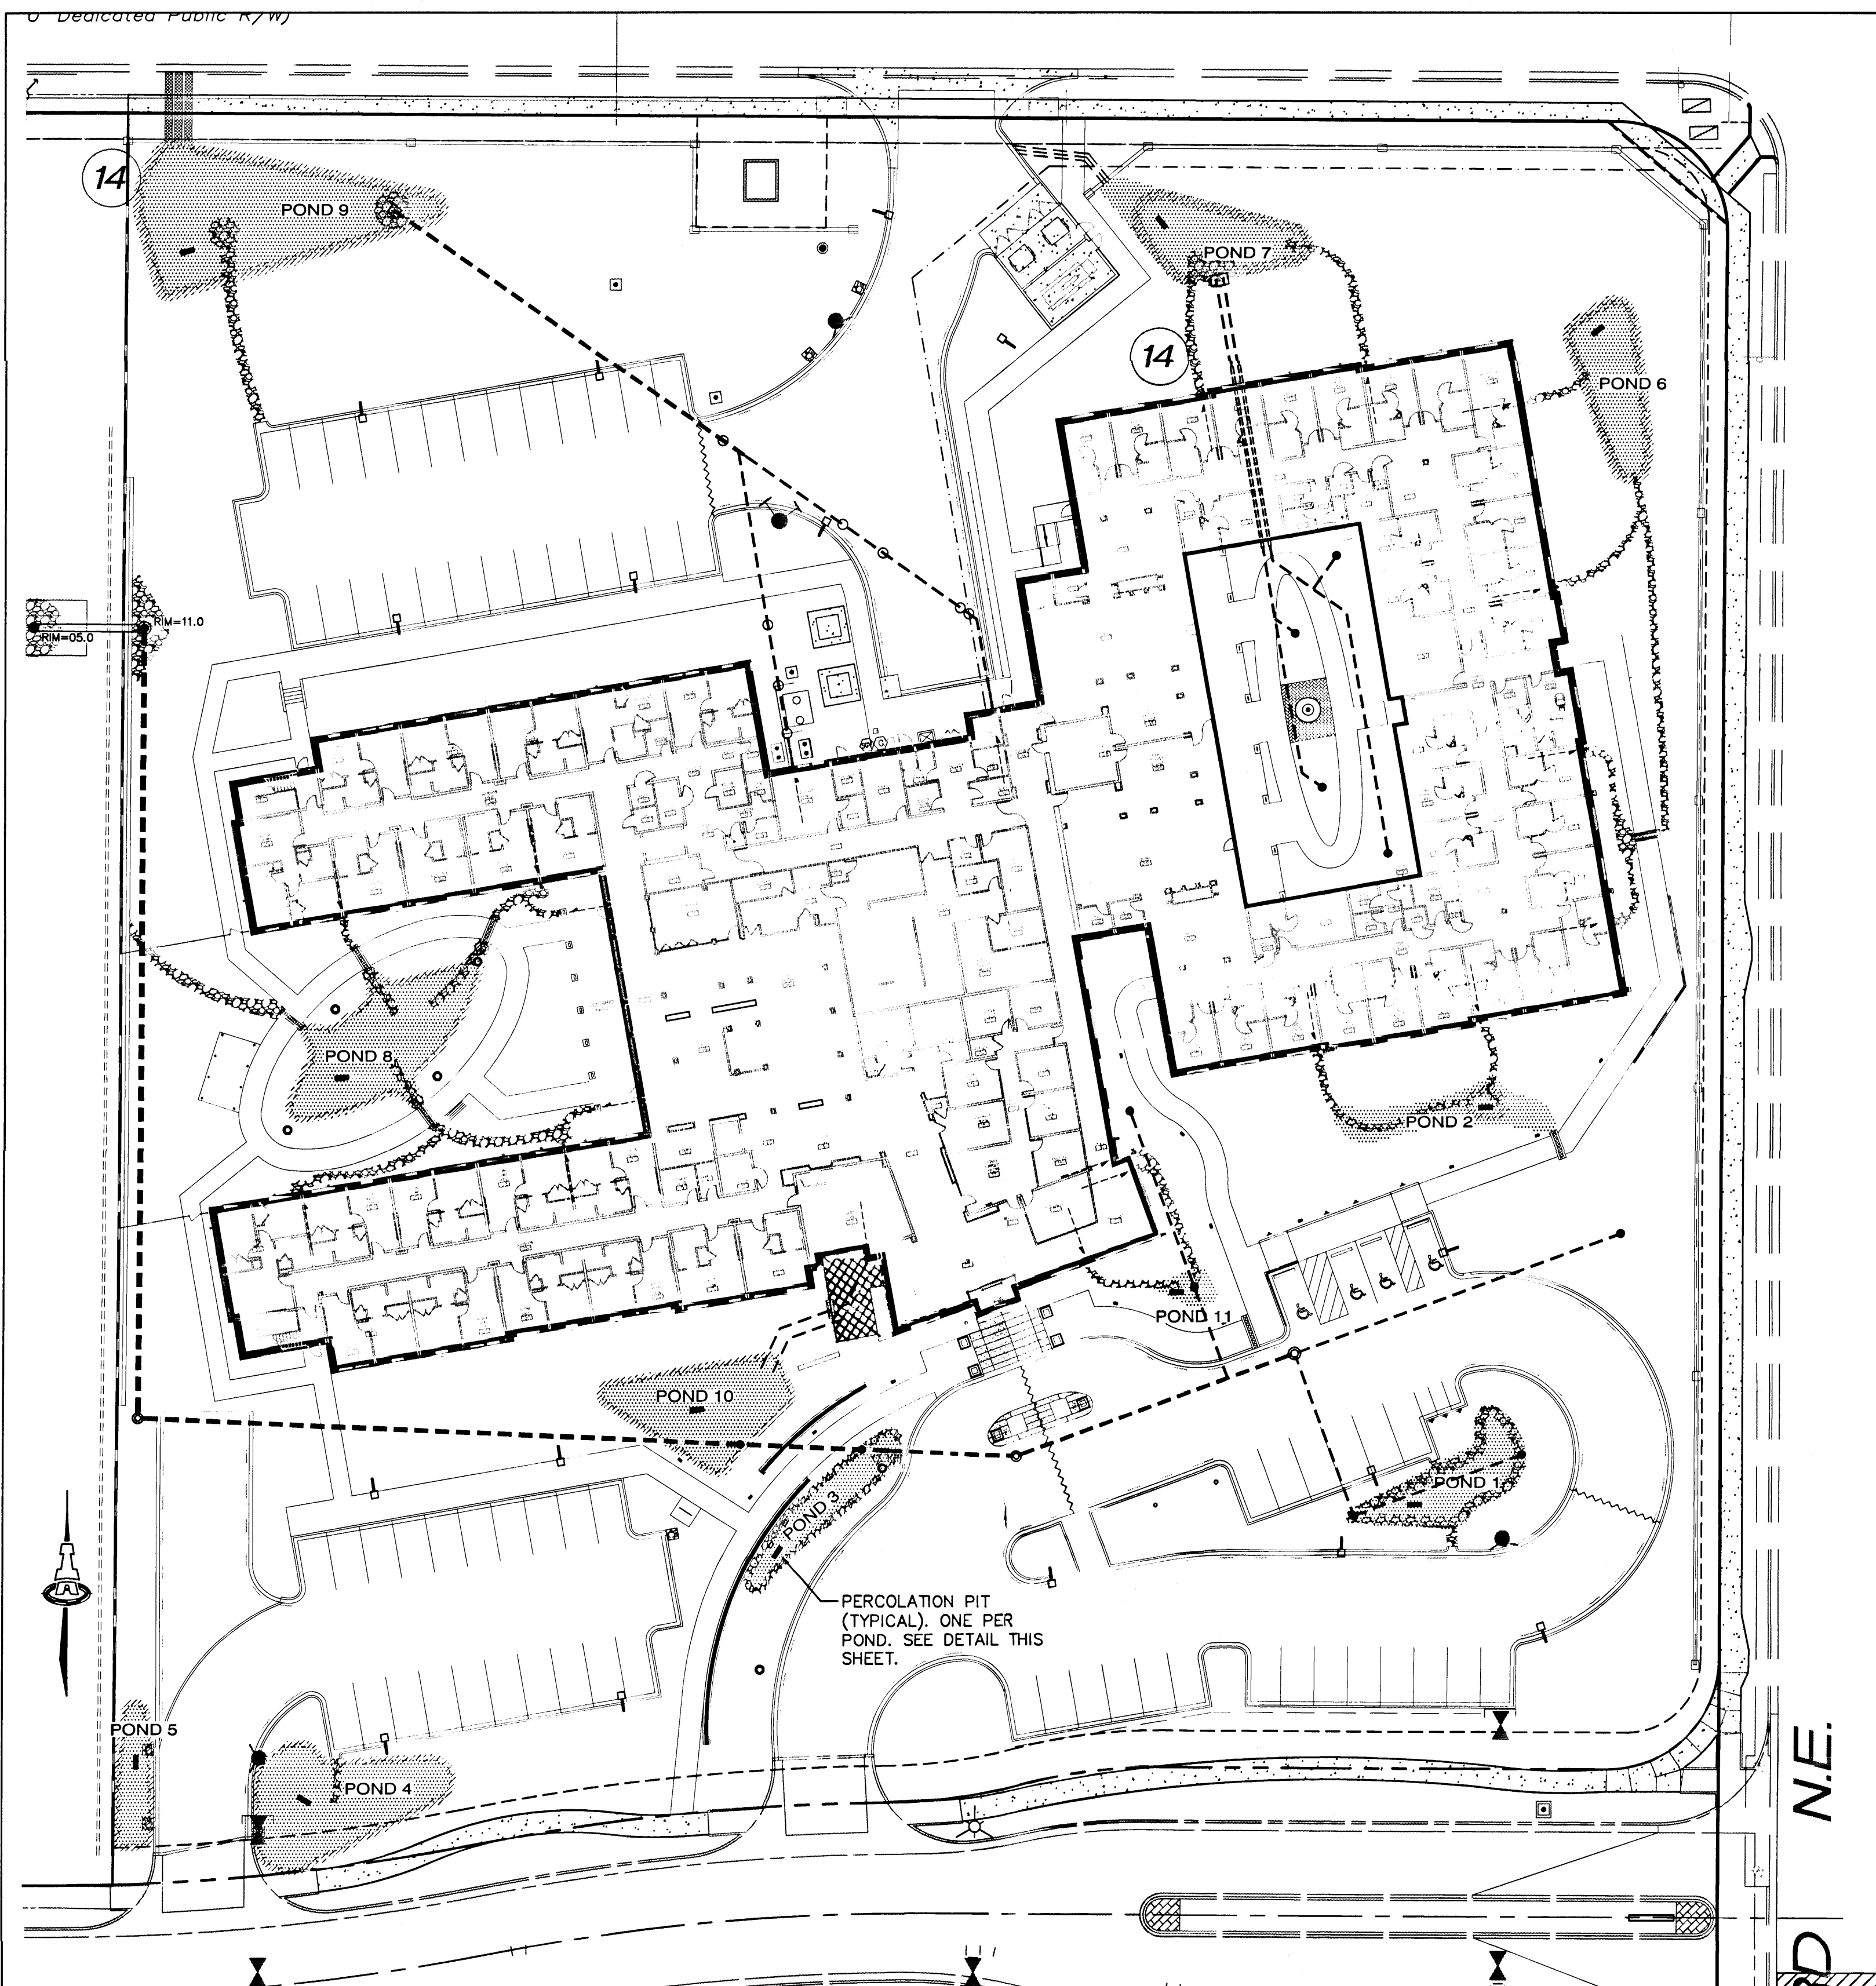 Dedicated Public R/W)
14
POND 9
POND 7
14
POND 6
RIM=11.0
RIM=05.0
POND 8
POND 2
POND 11
POND 10
POND 1
POND 3
PERCOLATION PIT
(TYPICAL). ONE PER
POND. SEE DETAIL THIS
SHEET.
POND 5
POND 4
N.E.